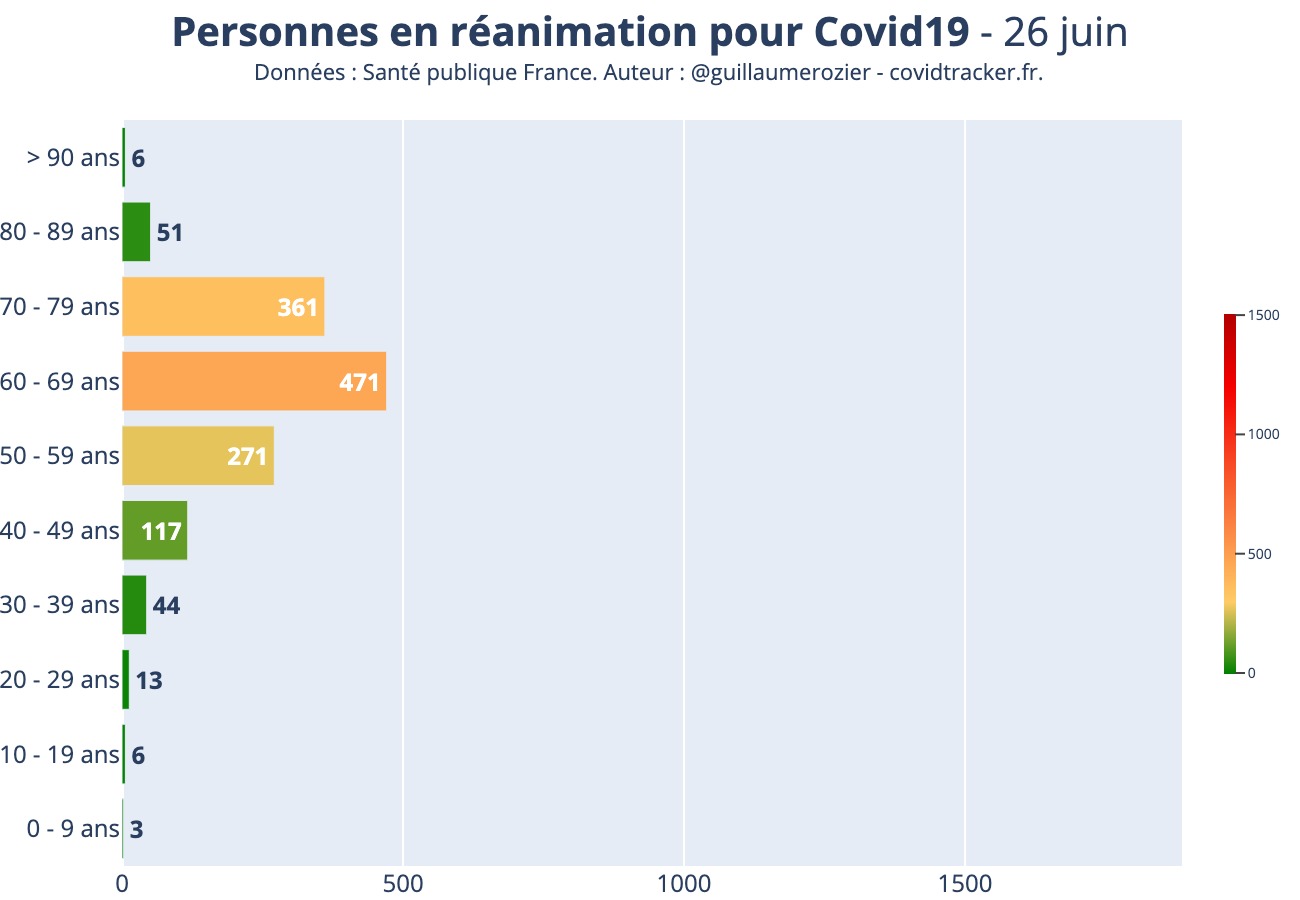 Personnes en réanimation pour Covid19 - 26 juin
Données : Santé publique France. Auteur : @guillaumerozier - covidtracker.fr.
> 90 ans 6
80 - 89 ans 51
70 - 79 ans 361
60 - 69 ans 471
50 - 59 ans 271
40 - 49 ans 117
30 - 39 ans 44
20 - 29 ans 13
10 - 19 ans 6
0 - 9 ans 3
0 500 1000 1500
1500
1000
500
0